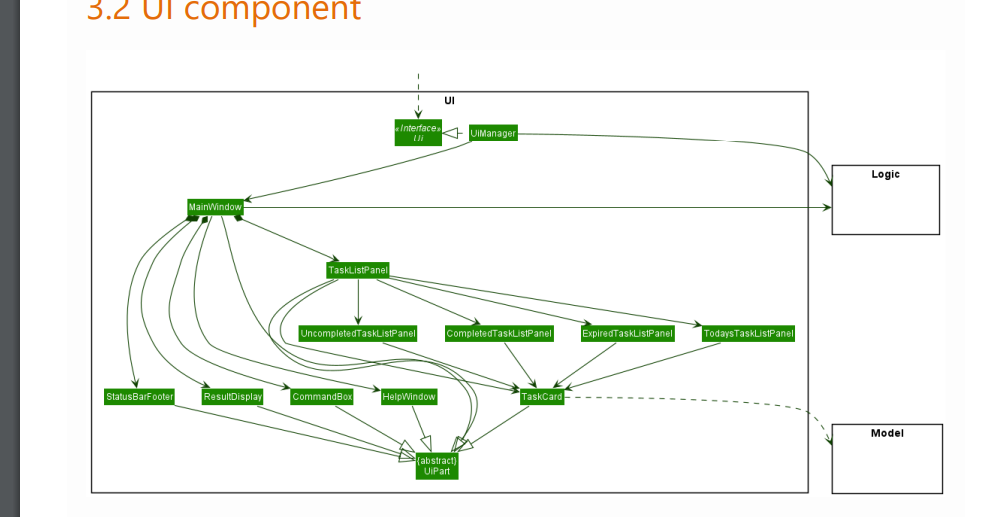 3.2 UI component
UI
«Interface»
Ui
UiManager
Logic
MainWindow
TaskListPanel
UncompletedTaskListPanel
CompletedTaskListPanel
ExpiredTaskListPanel
TodaysTaskListPanel
StatusBarFooter
ResultDisplay
CommandBox
HelpWindow
TaskCard
Model
{abstract}
UiPart